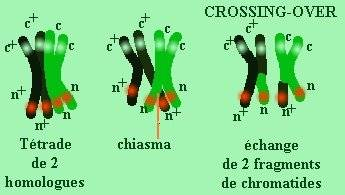 CROSSING-OVER
c+ c+ c c
c+ c+ c c
c+ c+ c c
n+ n+ n n
n+ n+ n n
n+ n n+ n
Tétrade
de 2
homologues
chiasma
échange
de 2 fragments
de chromatides